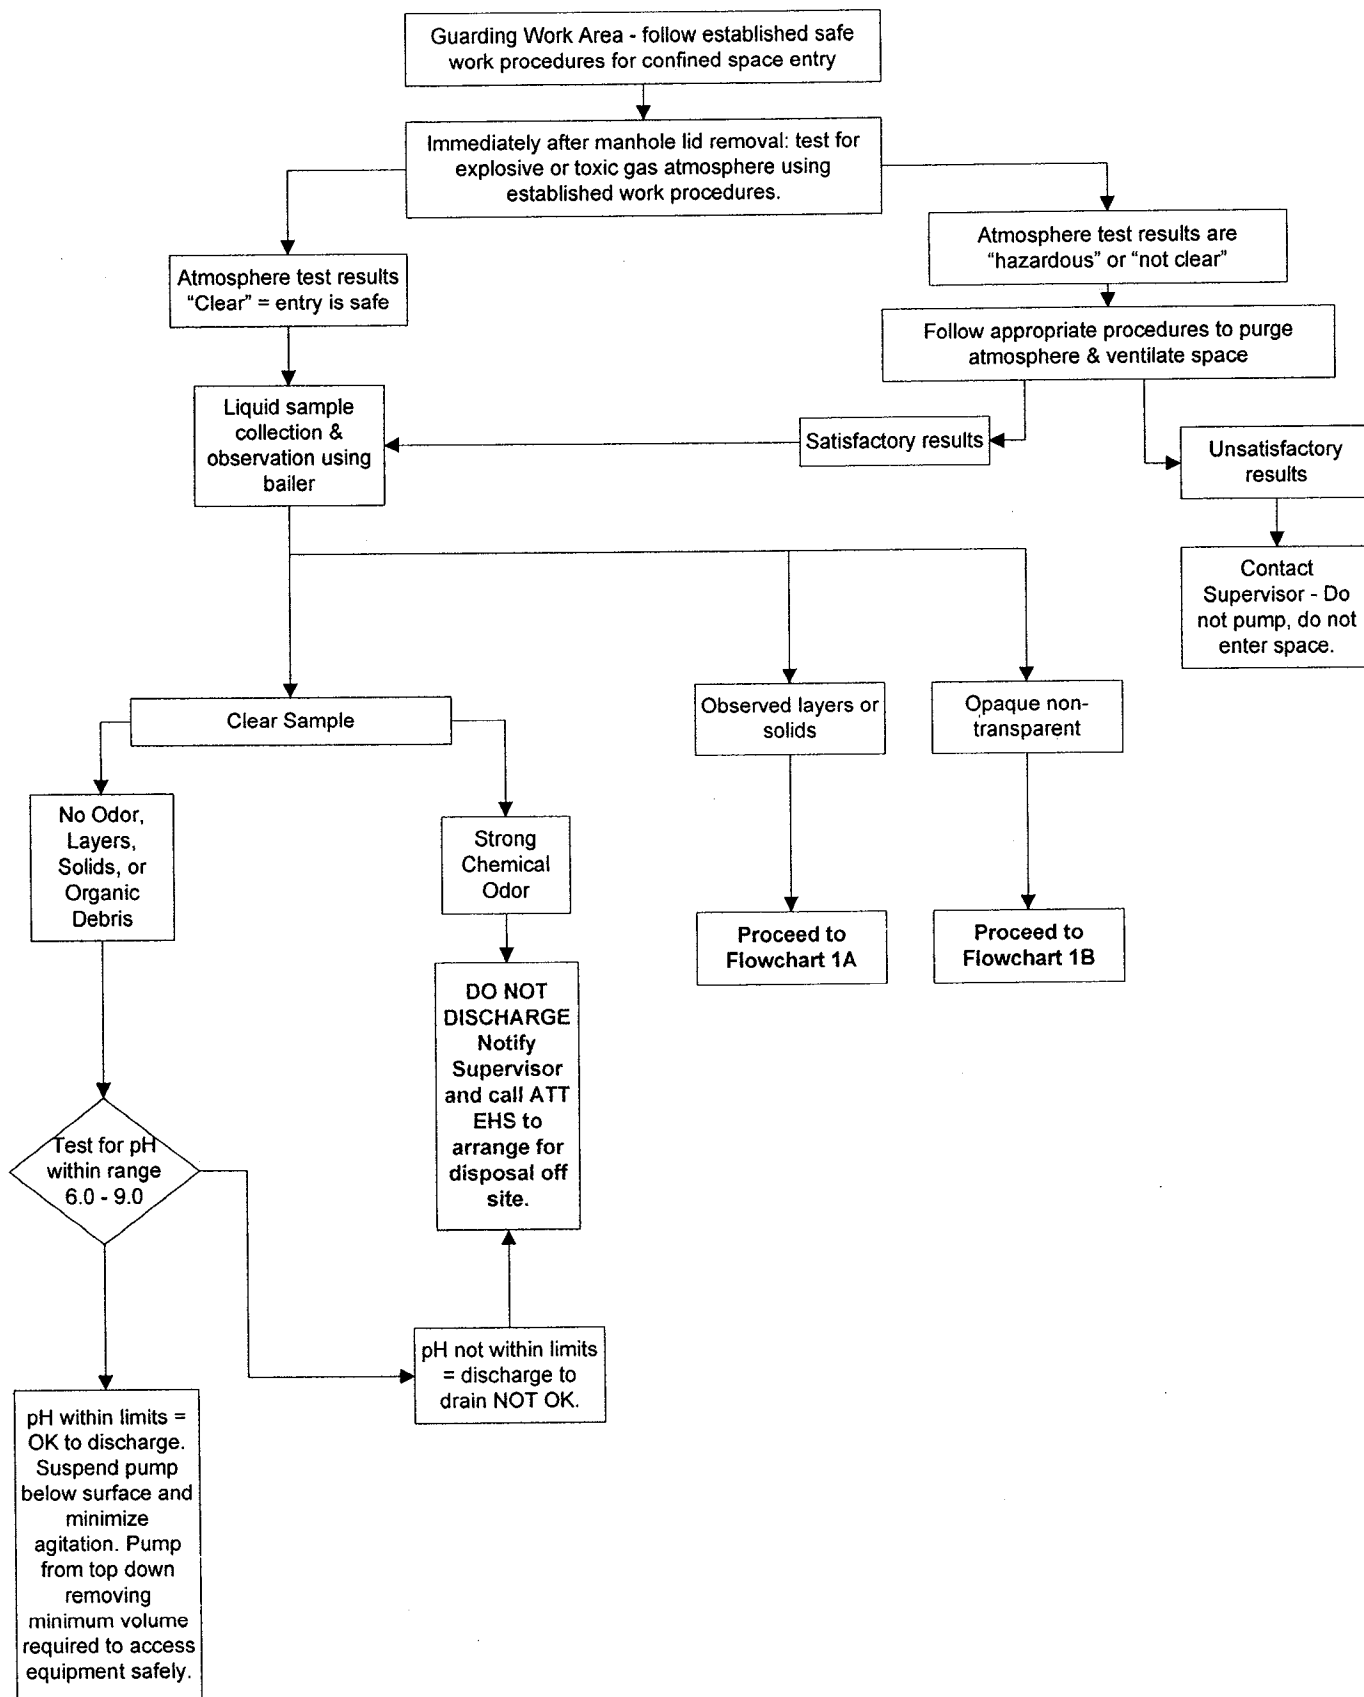 Guarding Work Area - follow established safe
work procedures for confined space entry
Immediately after manhole lid removal: test for
explosive or toxic gas atmosphere using
established work procedures.
Atmosphere test results are
“hazardous” or “not clear”
Atmosphere test results
“Clear” = entry is safe
Follow appropriate procedures to purge
atmosphere & ventilate space
Liquid sample
collection &
observation using
bailer
Satisfactory results
Unsatisfactory
results
Contact
Supervisor - Do
not pump, do not
enter space.
Clear Sample
Observed layers or
solids
Opaque non-
transparent
No Odor,
Layers,
Solids, or
Organic
Debris
Strong
Chemical
Odor
Proceed to
Flowchart 1A
Proceed to
Flowchart 1B
DO NOT
DISCHARGE
Notify
Supervisor
and call ATT
EHS to
arrange for
disposal off
site.
Test for pH
within range
6.0 - 9.0
pH not within limits
= discharge to
drain NOT OK.
pH within limits =
OK to discharge.
Suspend pump
below surface and
minimize
agitation. Pump
from top down
removing
minimum volume
required to access
equipment safely.